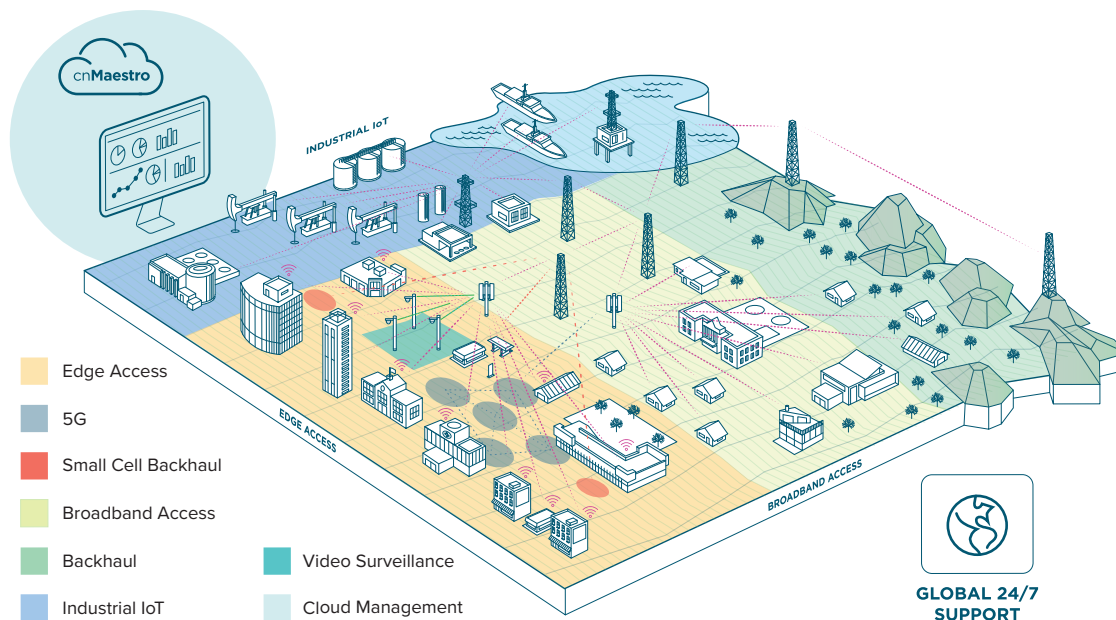 cnMaestro
INDUSTRIAL IoT
EDGE ACCESS
BROADBAND ACCESS
Edge Access
5G
Small Cell Backhaul
Broadband Access
Backhaul
Industrial IoT
Video Surveillance
Cloud Management
GLOBAL 24/7
SUPPORT